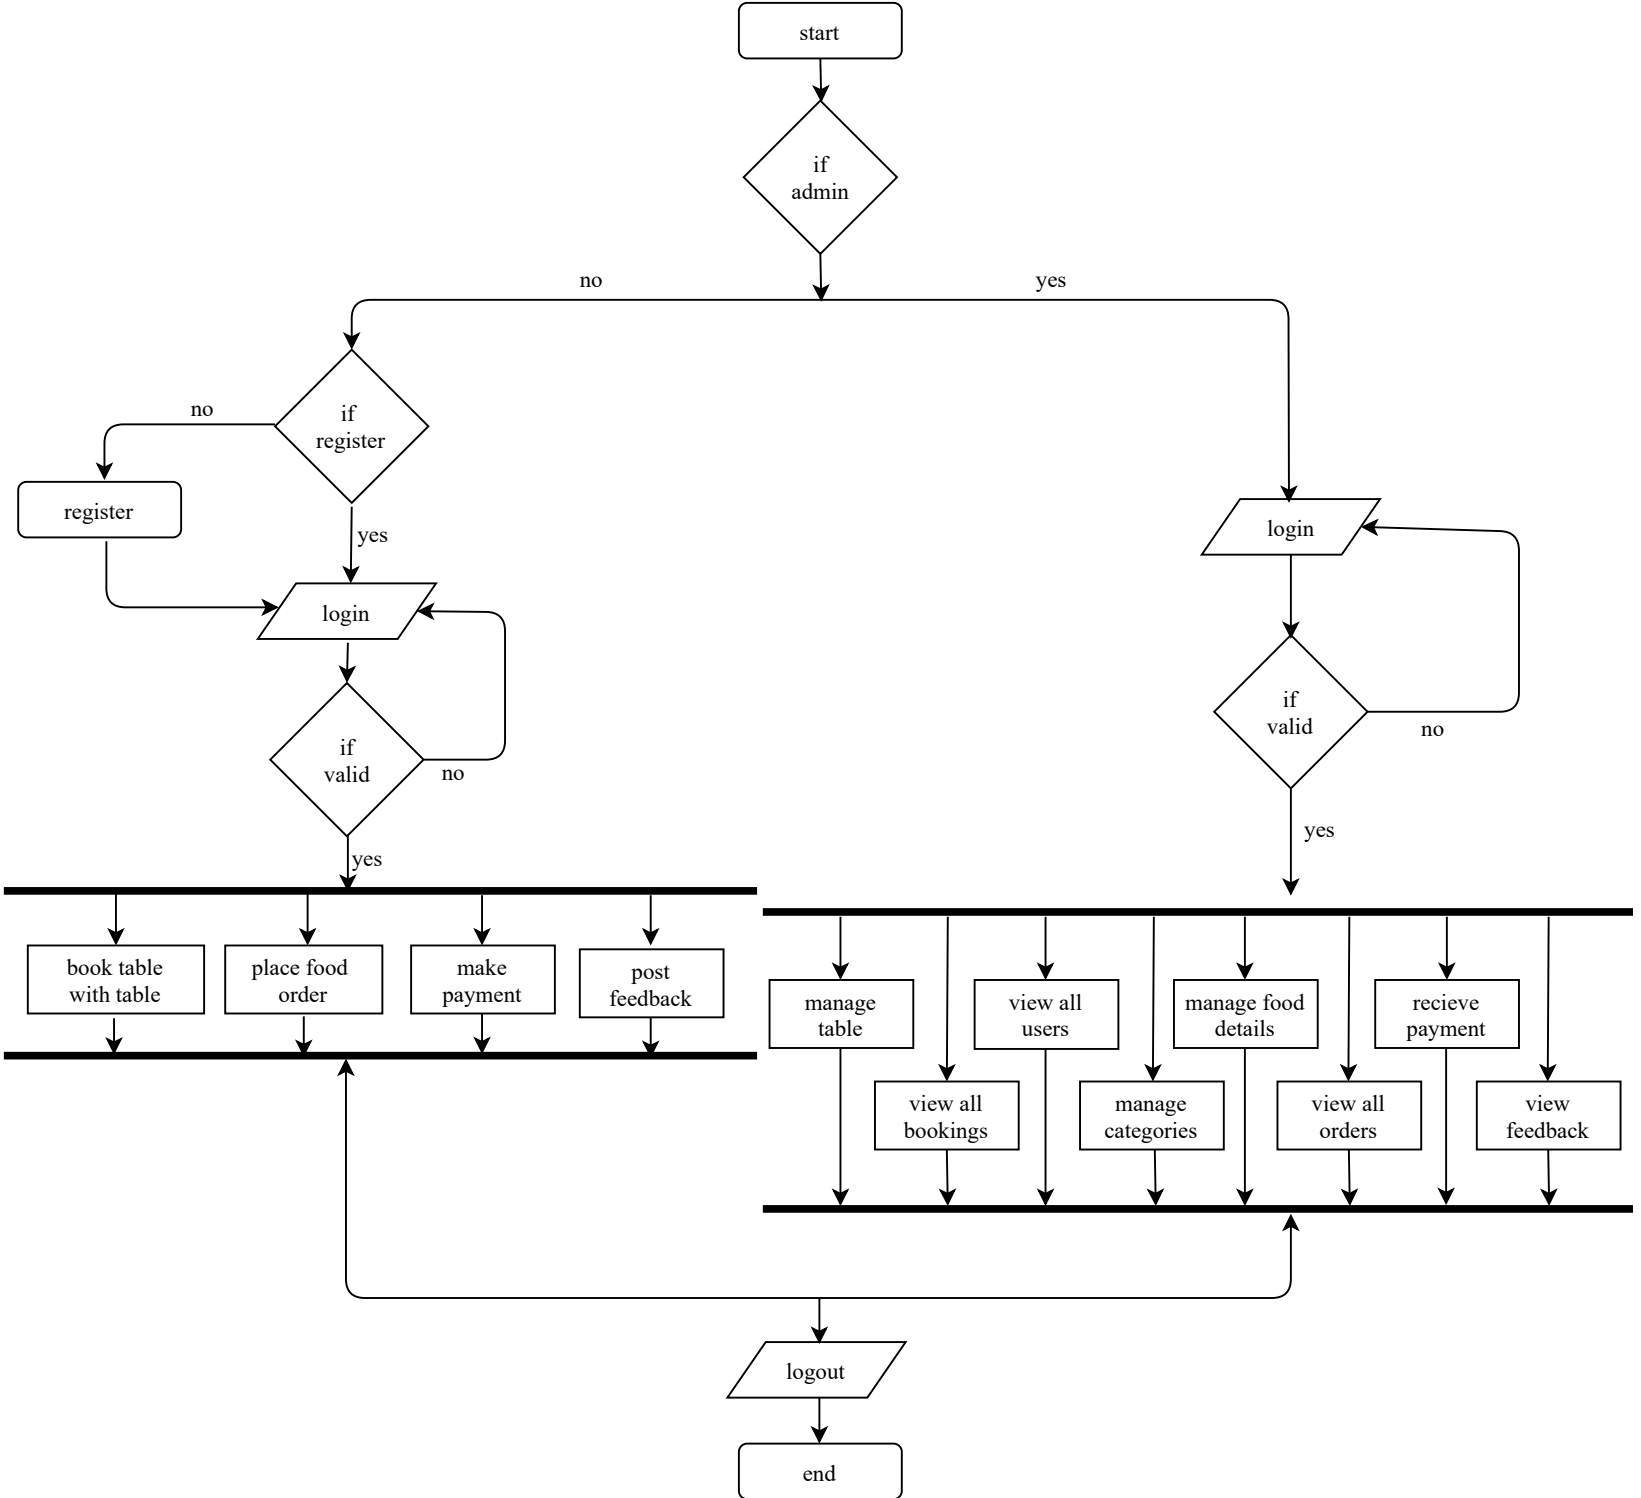 start
if
admin
no
yes
if
register
no
register
yes
login
login
if
valid
no
yes
if
valid
no
yes
book table
with table
place food
order
make
payment
post
feedback
manage
table
view all
users
manage food
details
recieve
payment
view all
bookings
manage
categories
view all
orders
view
feedback
logout
end